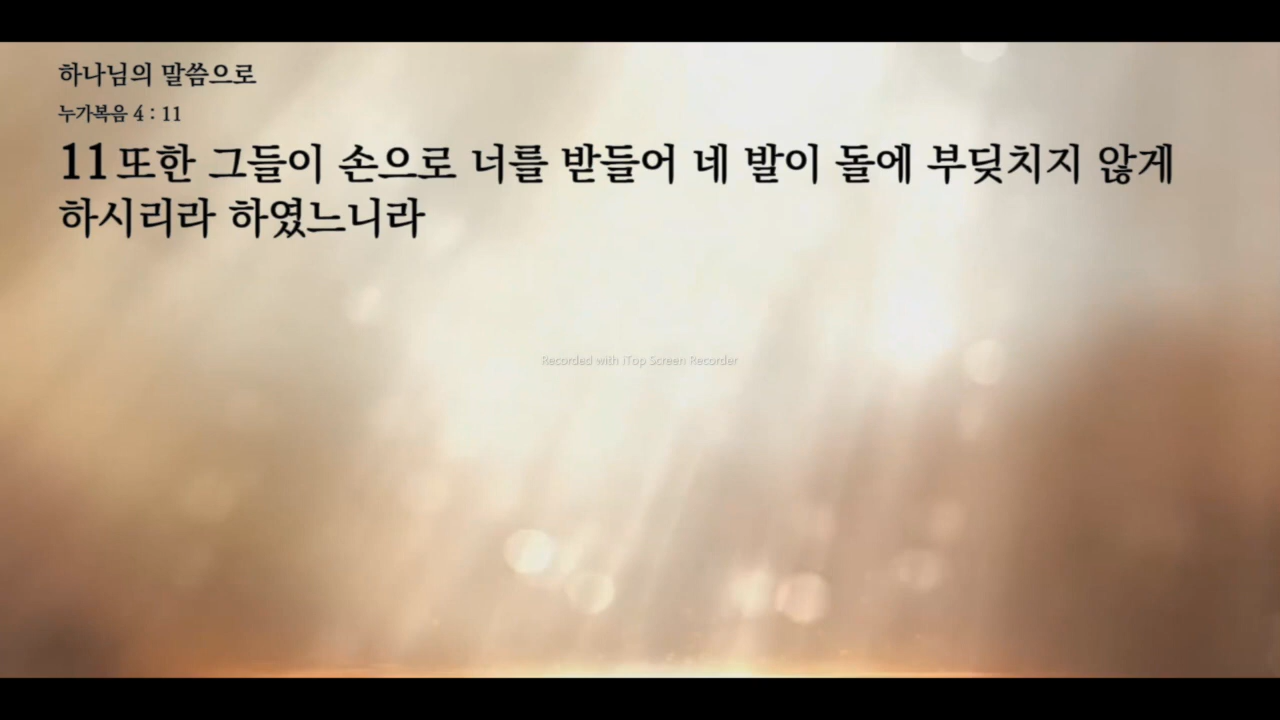 하나님의 말씀으로
누가복음 4 : 11
11 또한 그들이 손으로 너를 받들어 네 발이 돌에 부딪치지 않게
하시리라 하였느니라
Recorded with iTop Screen Recorder